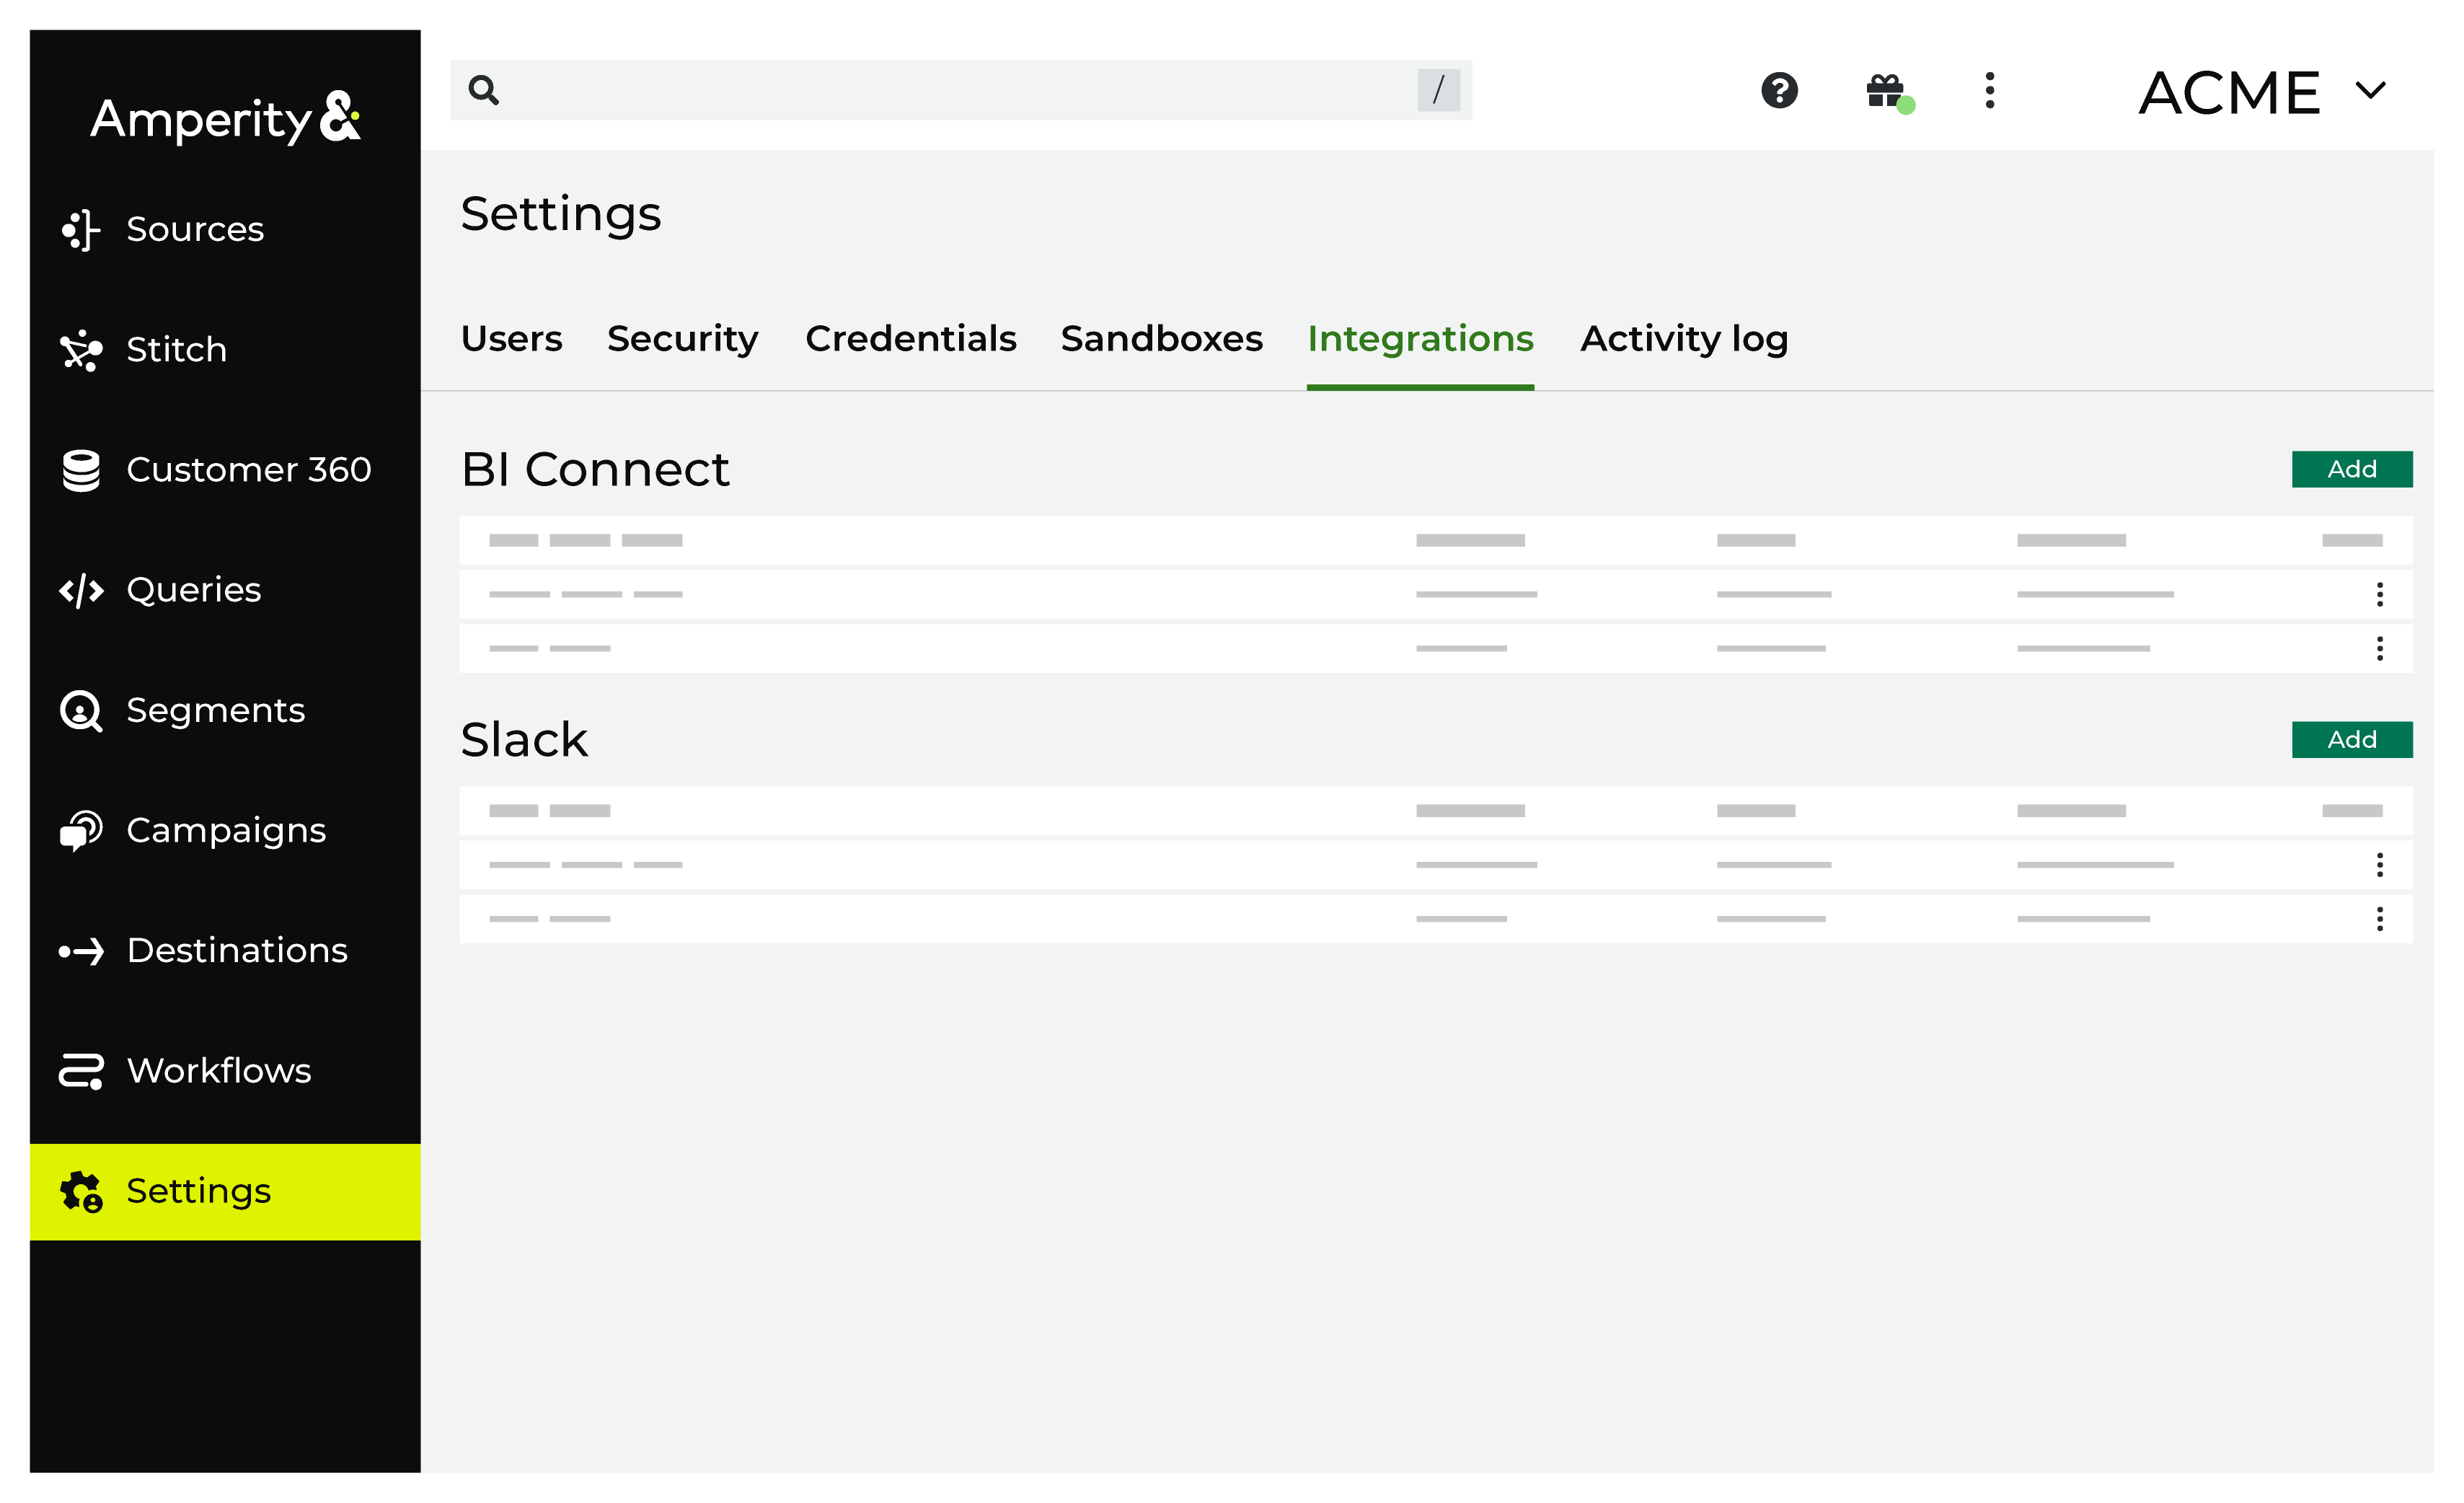 Amperity&
/
ACME
Sources
Stitch
Customer 360
Queries
Segments
Campaigns
Destinations
Workflows
Settings
Settings
Users Security Credentials Sandboxes Integrations Activity log
BI Connect
Add
Slack
Add